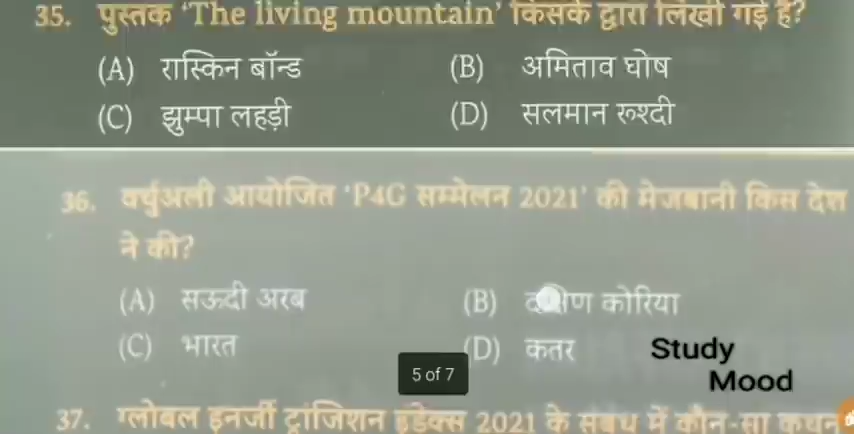 35. पुस्तक 'The living mountain' किसके द्वारा लिखी गई है?
(A) रास्किन बॉन्ड (B) अमिताव घोष
(C) झुम्पा लहड़ी (D) सलमान रूश्दी
36. वर्चुअली आयोजित 'P4G सम्मेलन 2021' की मेजबानी किस देश
ने की?
(A) सऊदी अरब (B) कोरिया
(C) भारत (D) कतर
Study
Mood
5 of 7
37. ग्लोबल इनर्जी ट्रांजिशन इंडेक्स 2021 के संबंध में कौन-सा कथन